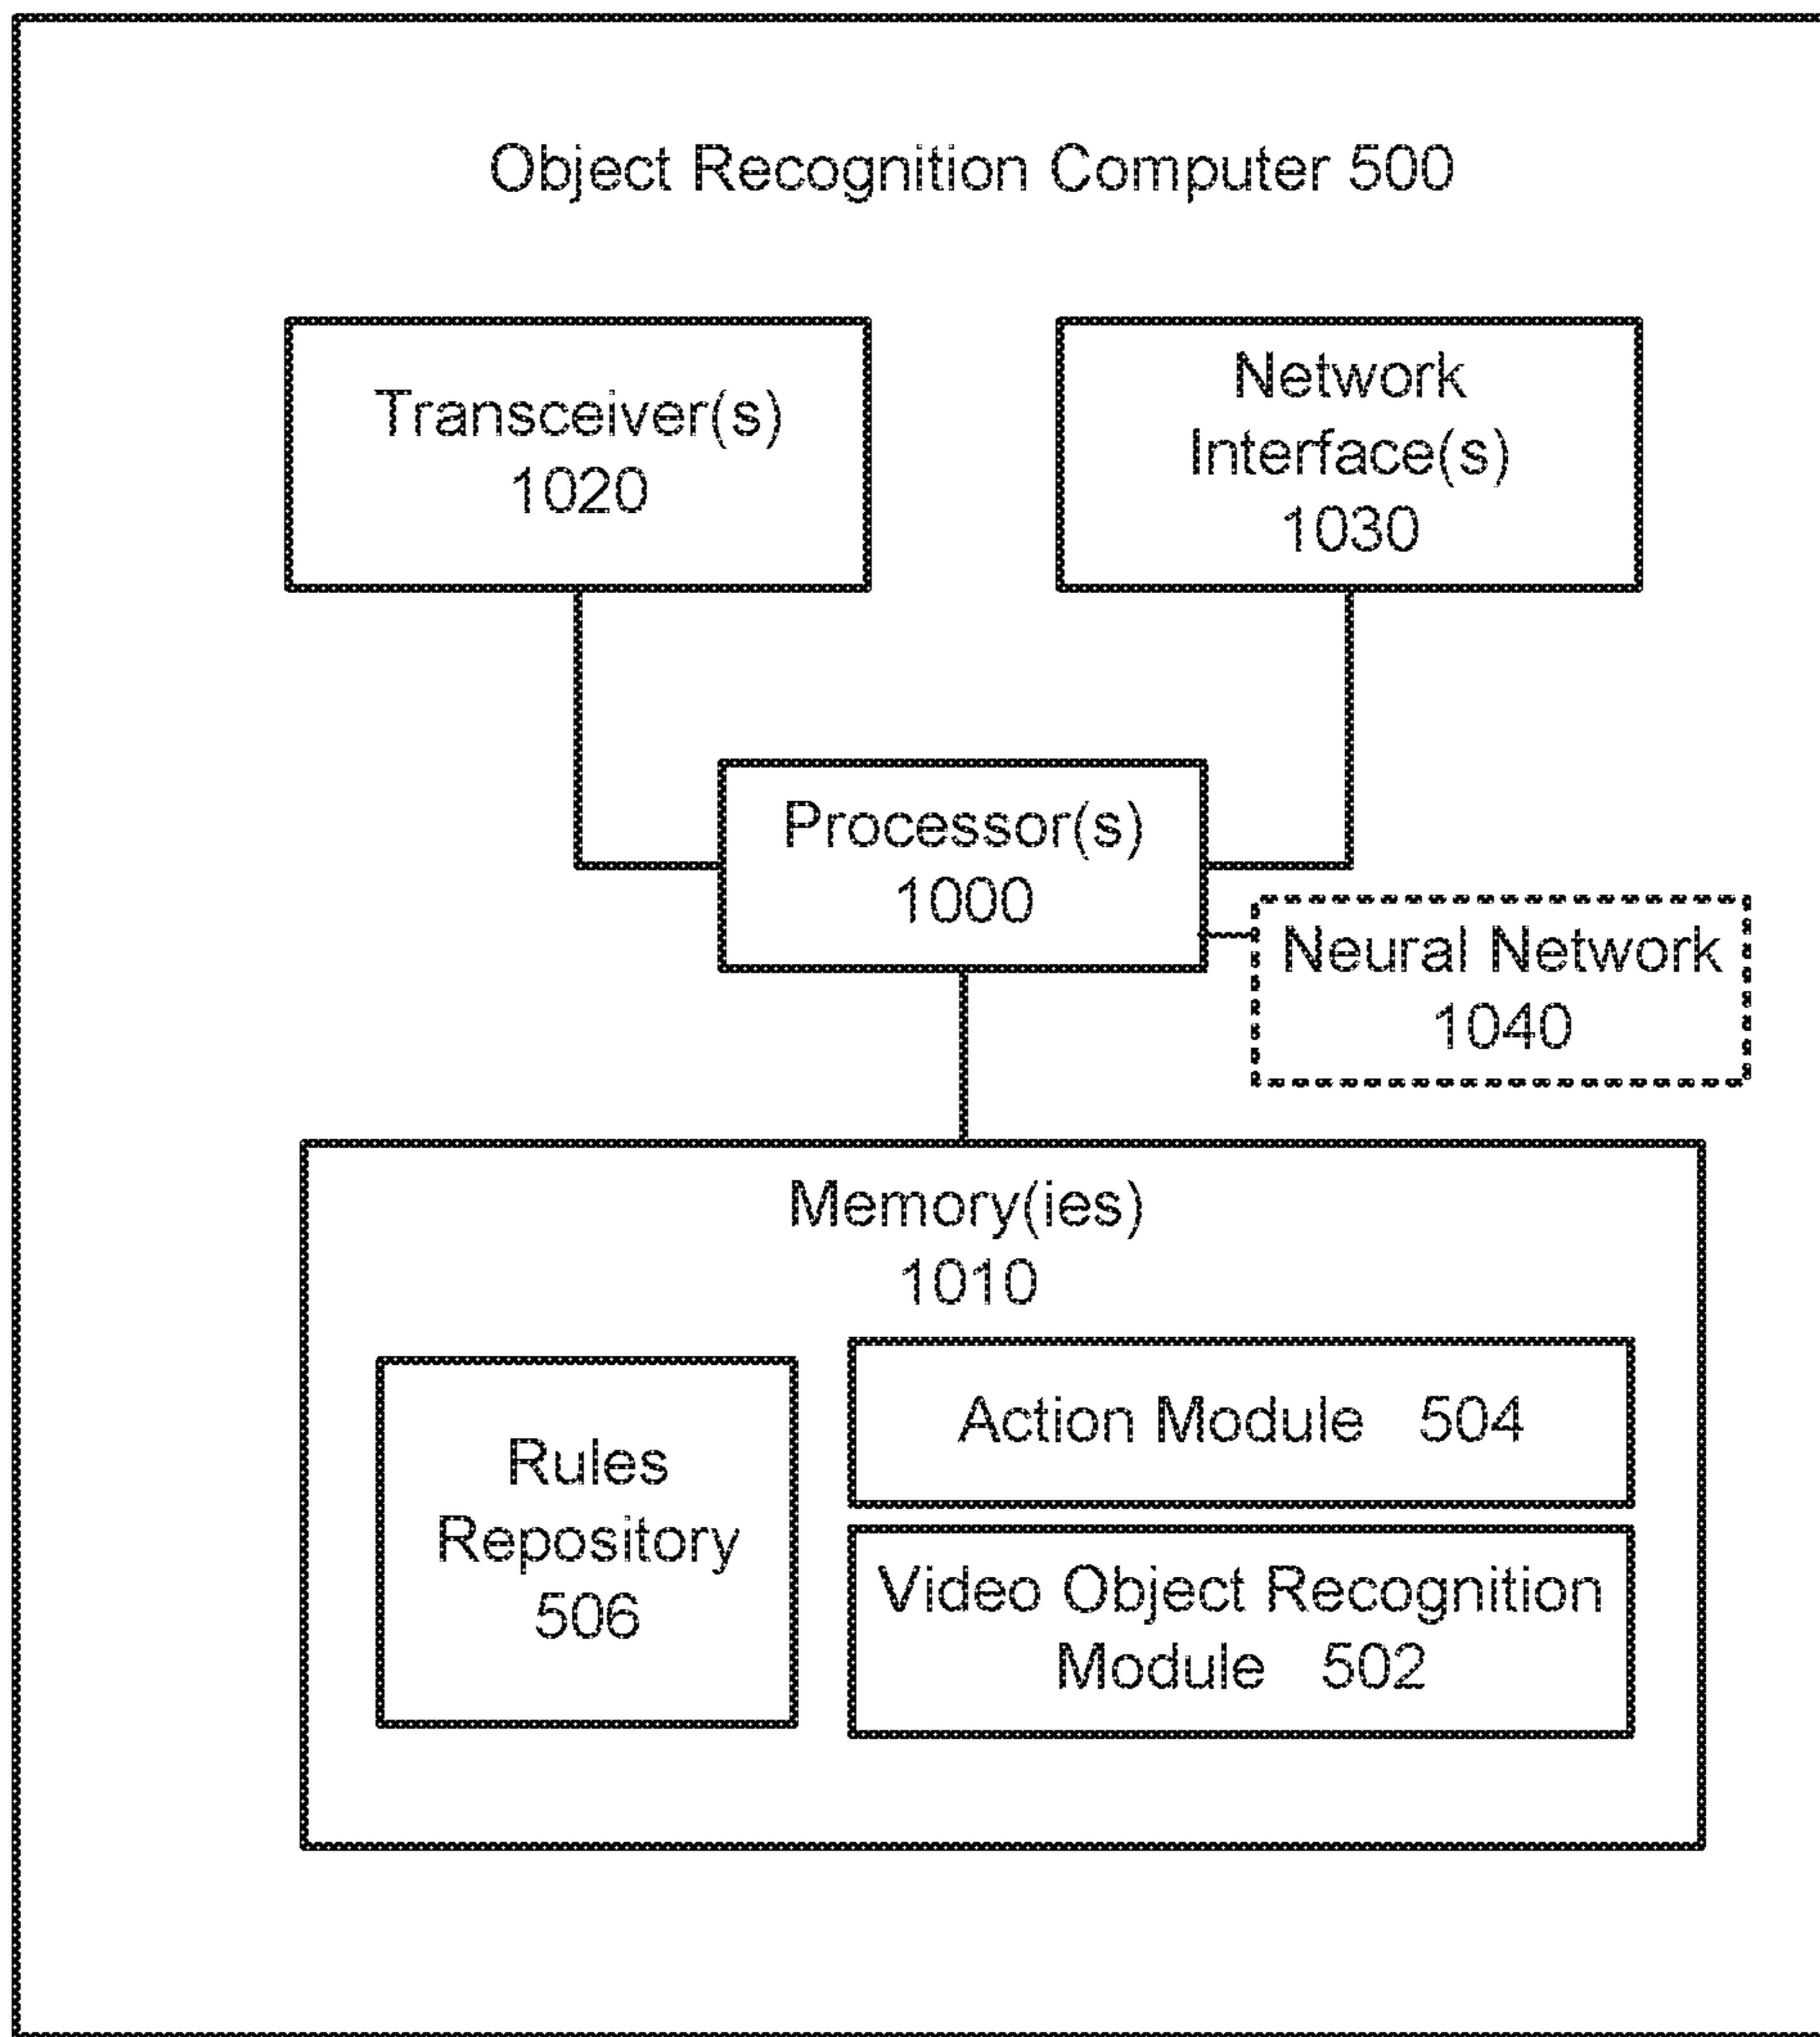 Object Recognition Computer 500
Transceiver(s)
1020
Network
Interface(s)
1030
Processor(s)
1000
Neural Network
1040
Memory(ies)
1010
Rules
Repository
506
Action Module 504
Video Object Recognition
Module 502